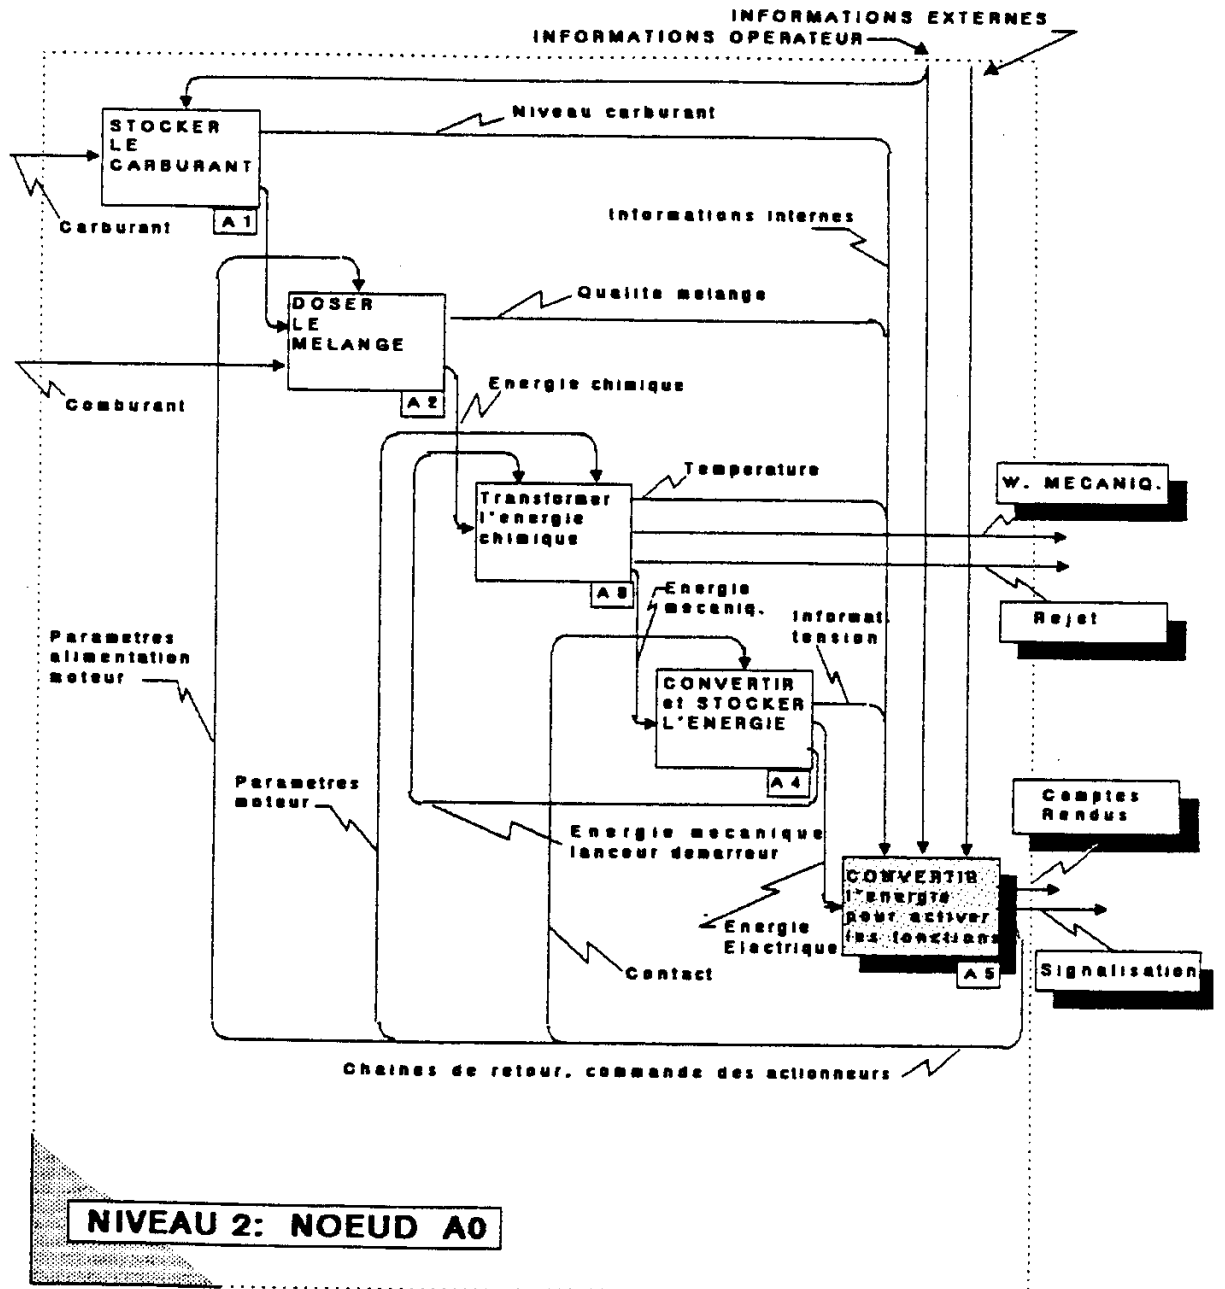 INFORMATIONS EXTERNES
INFORMATIONS OPERATEUR
Niveau carburant
STOCKER
LE
CARBURANT
A 1
Carburant
Informations internes
Qualite melange
DOSER
LE
MELANGE
A 2
Comburant
Energie chimique
Temperature
W. MECANIQ.
Transformer
l'energie
chimique
A 3
Energie
mecaniq.
Rejet
Informat.
tension
Parametres
alimentation
moteur
CONVERTIR
et STOCKER
L'ENERGIE
A 4
Parametres
moteur
Comptes
Rendus
Energie mecanique
lanceur demarreur
CONVERTIR
l'energie
pour activer
les fonctions
A 5
Energie
Electrique
Contact
Signalisation
Chaines de retour, commande des actionneurs
NIVEAU 2: NOEUD A0